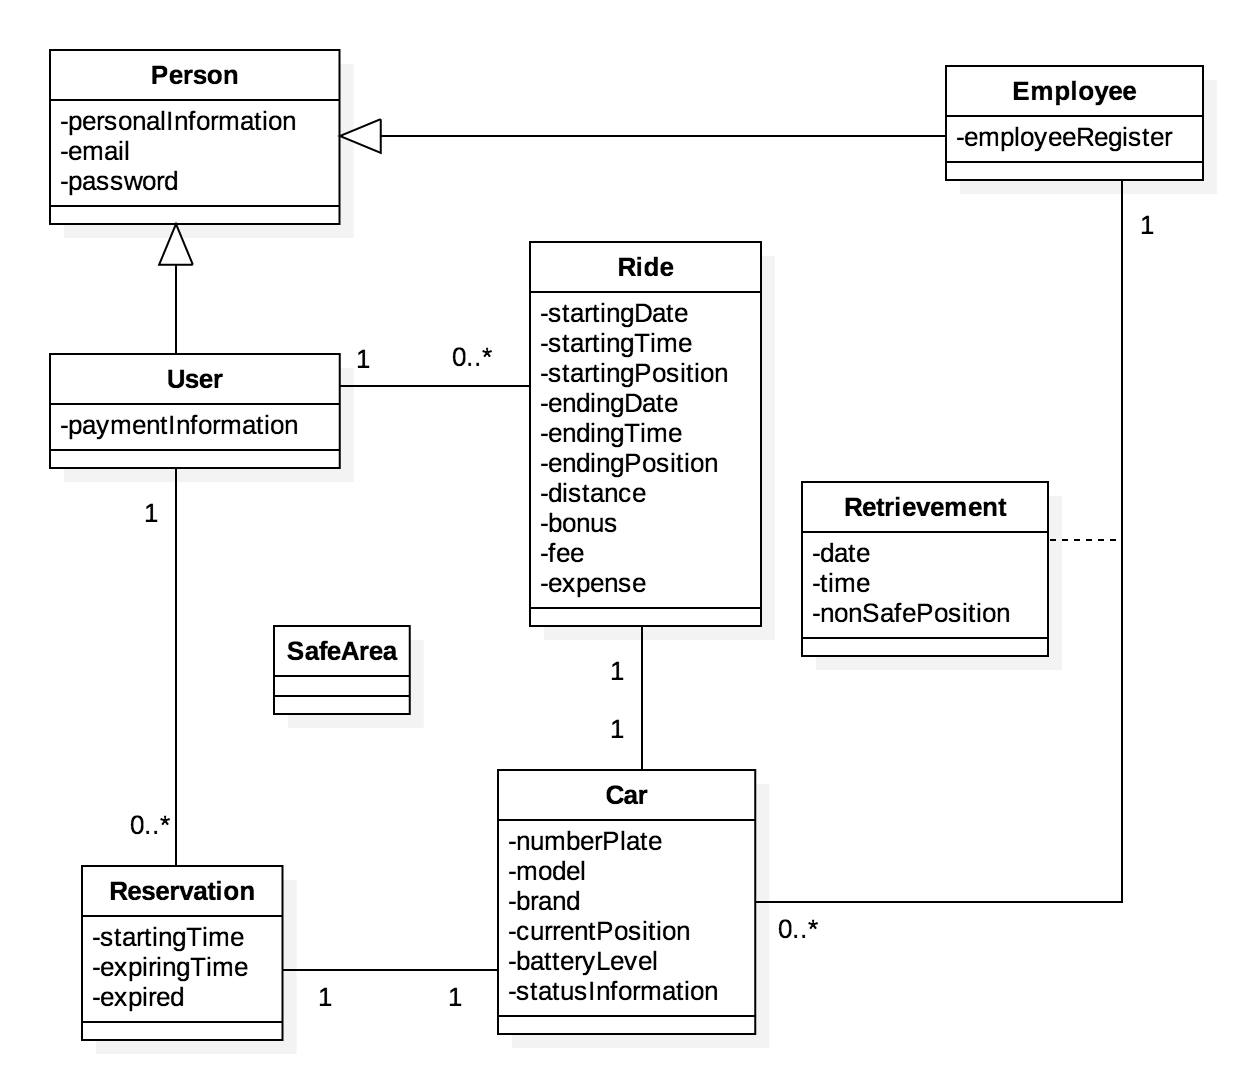 Person
-personalInformation
-email
-password
Employee
-employeeRegister
1
Ride
-startingDate
-startingTime
-startingPosition
-endingDate
-endingTime
-endingPosition
-distance
-bonus
-fee
-expense
User
-paymentInformation
1
0..*
1
Retrievement
-date
-time
-nonSafePosition
SafeArea
1
1
Car
-numberPlate
-model
-brand
-currentPosition
-batteryLevel
-statusInformation
0..*
0..*
Reservation
-startingTime
-expiringTime
-expired
1
1